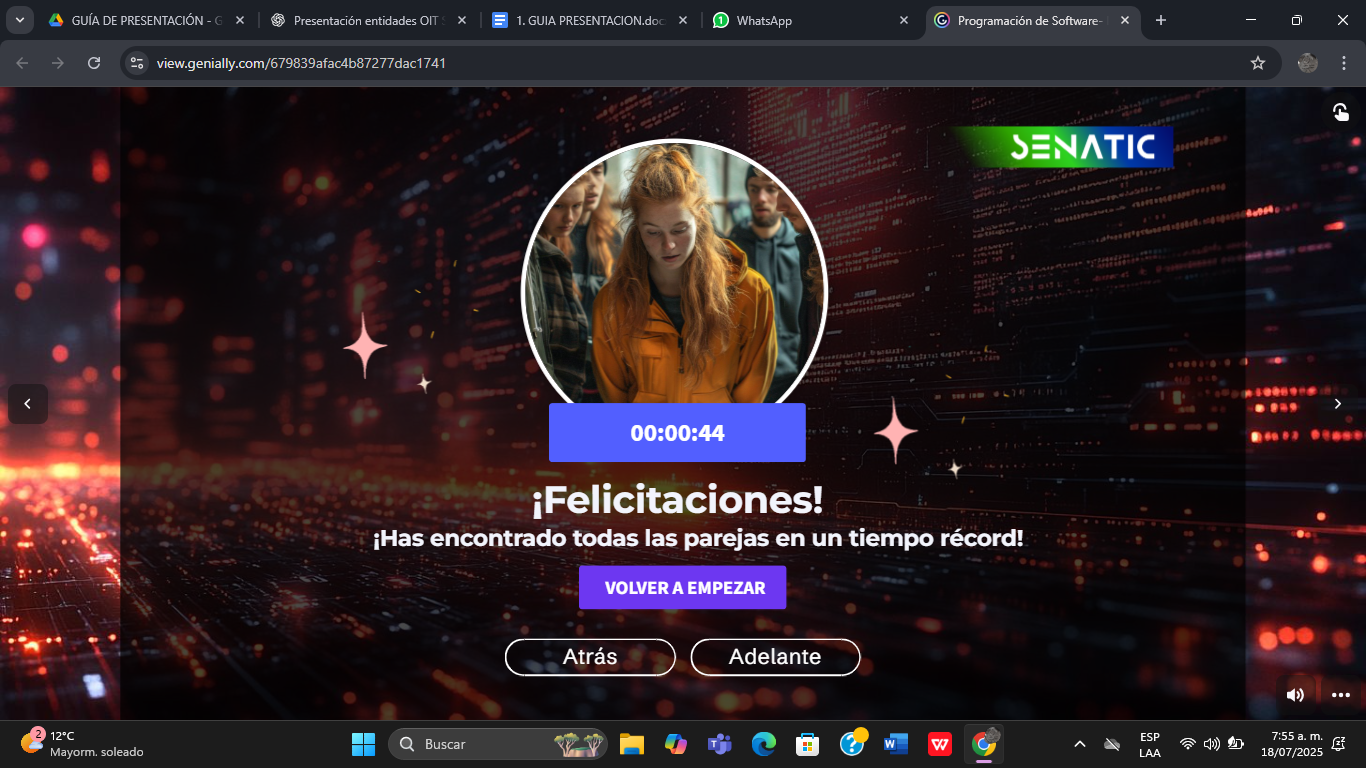 GUÍA DE PRESENTACIÓN - G
Presentación entidades OIT S
1. GUIA PRESENTACION.doc
1
WhatsApp
Programación de Software-
view.genially.com/679839afac4b87277dac1741
SENATIC
00:00:44
¡Felicitaciones!
¡Has encontrado todas las parejas en un tiempo récord!
VOLVER A EMPEZAR
Atrás
Adelante
2
12°C
Mayorm. soleado
Buscar
ESP
LAA
7:55 a. m.
18/07/2025